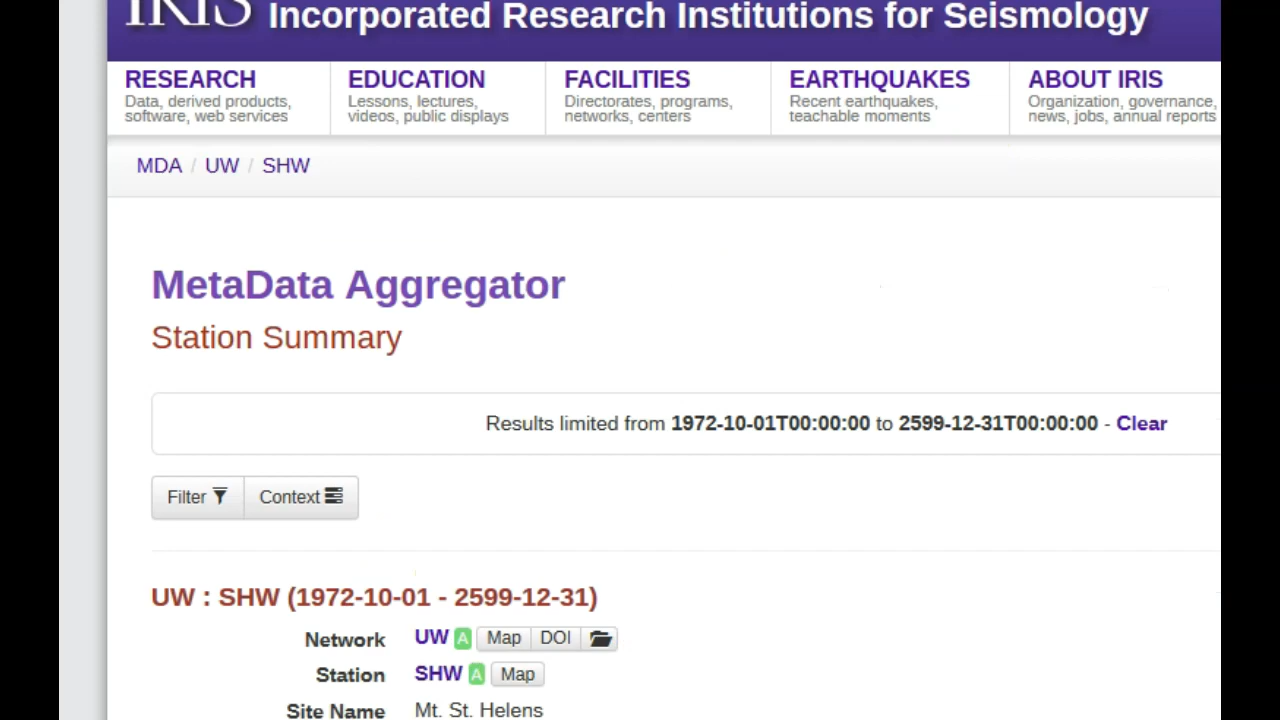 IRIS Incorporated Research Institutions for Seismology
RESEARCH
Data, derived products,
software, web services
EDUCATION
Lessons, lectures,
videos, public displays
FACILITIES
Directorates, programs,
networks, centers
EARTHQUAKES
Recent earthquakes,
teachable moments
ABOUT IRIS
Organization, governance,
news, jobs, annual reports
MDA / UW / SHW
MetaData Aggregator
Station Summary
Results limited from 1972-10-01T00:00:00 to 2599-12-31T00:00:00 - Clear
Filter Context
UW : SHW (1972-10-01 - 2599-12-31)
Network UW A Map DOI
Station SHW A Map
Site Name Mt. St. Helens